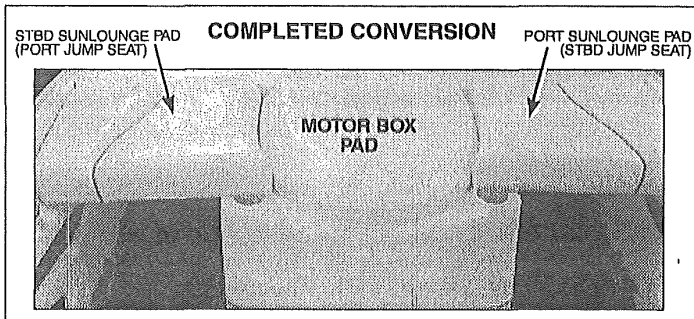 COMPLETED CONVERSION
STBD SUNLOUNGE PAD
(PORT JUMP SEAT)
PORT SUNLOUNGE PAD
(STBD JUMP SEAT)
MOTOR BOX
PAD